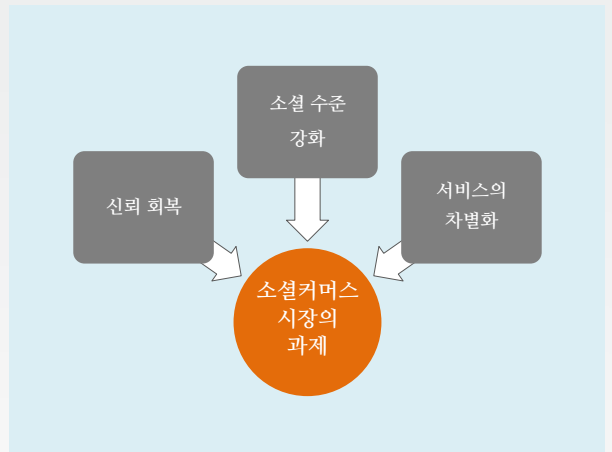 소셜 수준
강화
신뢰 회복
서비스의
차별화
소셜커머스
시장의
과제